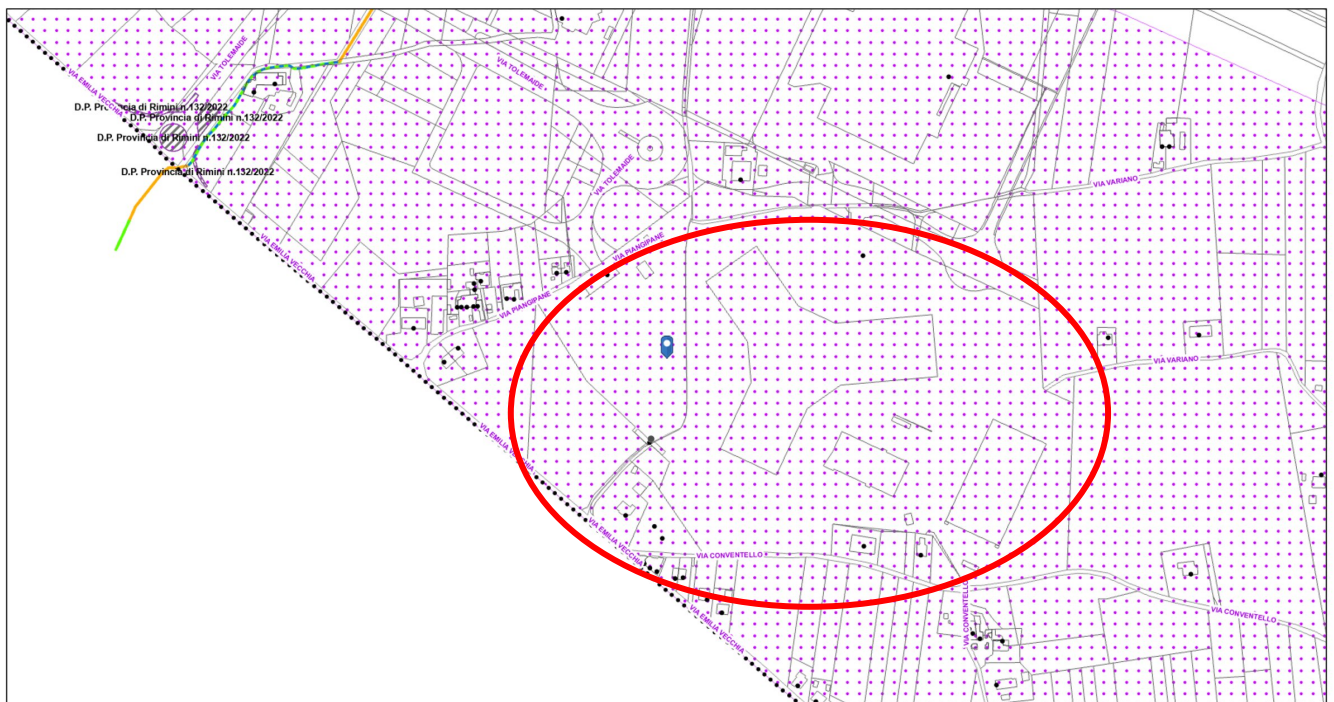 VIA TOLEMAIDE
VIA TOLEMAIDE
VIA EMILIA VECCHIA
D.P. Provincia di Rimini n.132/2022
D.P. Provincia di Rimini n.132/2022
D.P. Provincia di Rimini n.132/2022
D.P. Provincia di Rimini n.132/2022
VIA TOLEMAIDE
VIA VARIANO
VIA EMILIA VECCHIA
VIA PIANGIPANE
VIA PIANGIPANE
VIA VARIANO
VIA EMILIA VECCHIA
VIA EMILIA VECCHIA
VIA CONVENTELLO
VIA CONVENTELLO
VIA CONVENTELLO
VIA EMILIA VECCHIA